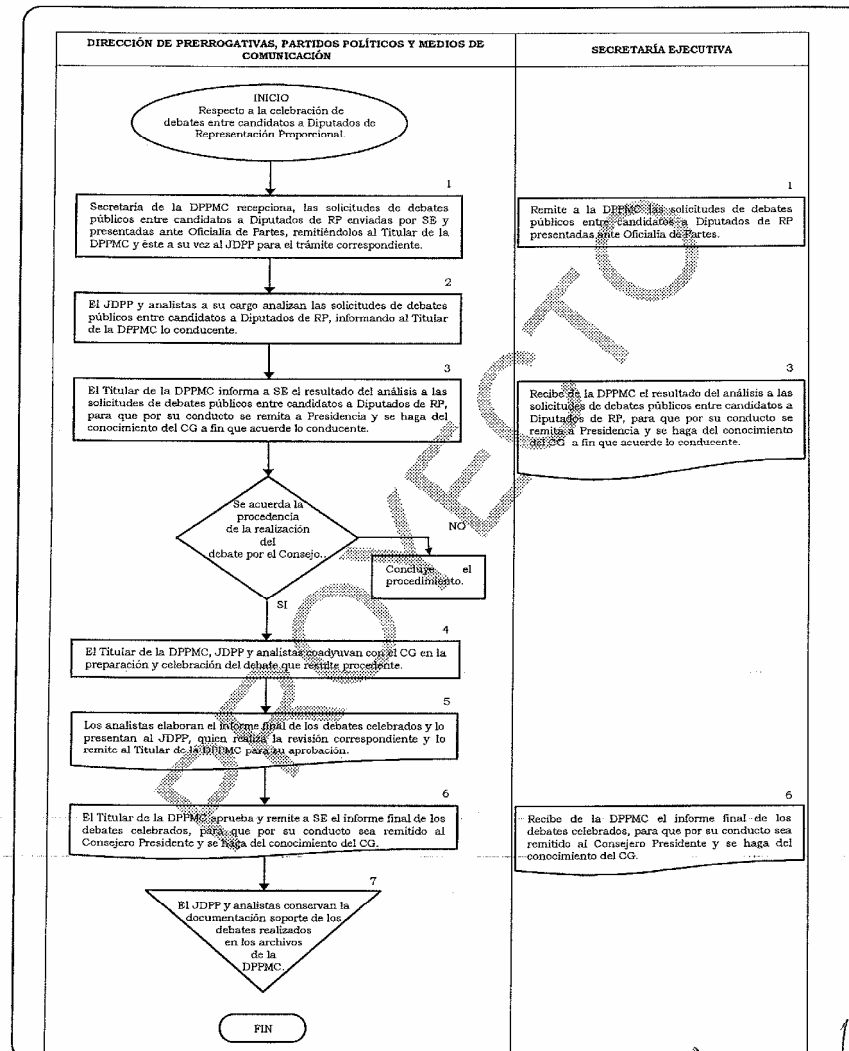 DIRECCIÓN DE PRERROGATIVAS, PARTIDOS POLÍTICOS Y MEDIOS DE
COMUNICACIÓN
SECRETARÍA EJECUTIVA
INICIO
Respecto a la celebración de
debates entre candidatos a Diputados de
Representación Proporcional.
1
Secretaria de la DPPMC recepciona, las solicitudes de debates
públicos entre candidatos a Diputados de RP enviadas por SE y
presentadas ante Oficialía de Partes, remitiéndolos al Titular de la
DPPMC y éste a su vez al JDPP para el trámite correspondiente.
1
Remite a la DPPMC las solicitudes de debates
públicos entre candidatos a Diputados de RP
presentadas ante Oficialía de Partes.
2
El JDPP y analistas a su cargo analizan las solicitudes de debates
públicos entre candidatos a Diputados de RP, informando al Titular
de la DPPMC lo conducente.
3
El Titular de la DPPMC informa a SE el resultado del análisis a las
solicitudes de debates públicos entre candidatos a Diputados de RP,
para que por su conducto se remita a Presidencia y se haga del
conocimiento del CG a fin que acuerde lo conducente.
3
Recibe de la DPPMC el resultado del análisis a las
solicitudes de debates públicos entre candidatos a
Diputados de RP, para que por su conducto se
remita a Presidencia y se haga del conocimiento
del CG a fin que acuerde lo conducente.
Se acuerda la
procedencia
de la realización
del
debate por el Consejo..
NO
Concluye el
procedimiento.
SI
4
El Titular de la DPPMC, JDPP y analistas coadyuvan con el CG en la
preparación y celebración del debate que resulte procedente.
5
Los analistas elaboran el informe final de los debates celebrados y lo
presentan al JDPP, quien realiza la revisión correspondiente y lo
remite al Titular de la DPPMC para su aprobación.
6
El Titular de la DPPMC aprueba y remite a SE el informe final de los
debates celebrados, para que por su conducto sea remitido al
Consejero Presidente y se haga del conocimiento del CG.
6
Recibe de la DPPMC el informe final de los
debates celebrados, para que por su conducto sea
remitido al Consejero Presidente y se haga del
conocimiento del CG.
7
El JDPP y analistas conservan la
documentación soporte de los
debates realizados
en los archivos
de la
DPPMC.
FIN
PROYECTO